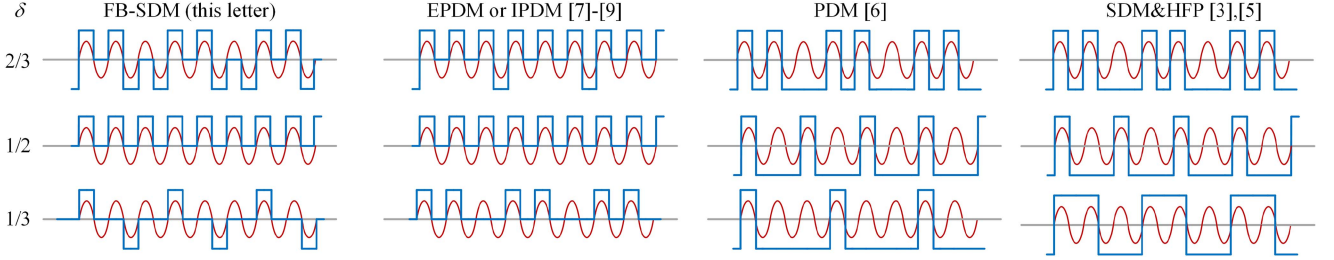 δ FB-SDM (this letter) EPDM or IPDM [7]-[9] PDM [6] SDM&HFP [3],[5]
2/3
1/2
1/3